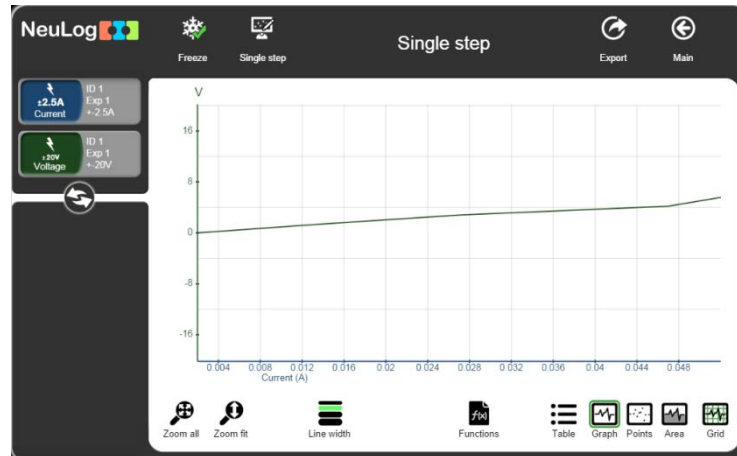 NeuLog
Freeze
Single step
Single step
Export
Main
±2.5A
Current
ID 1
Exp 1
+-2.5A
±20V
Voltage
ID 1
Exp 1
+-20V
V
16
8
0
-8
-16
0.004 0.008 0.012 0.016 0.02 0.024 0.028 0.032 0.036 0.04 0.044 0.048
Current (A)
Zoom all
Zoom fit
Line width
f(x)
Functions
Table
Graph
Points
Area
Grid